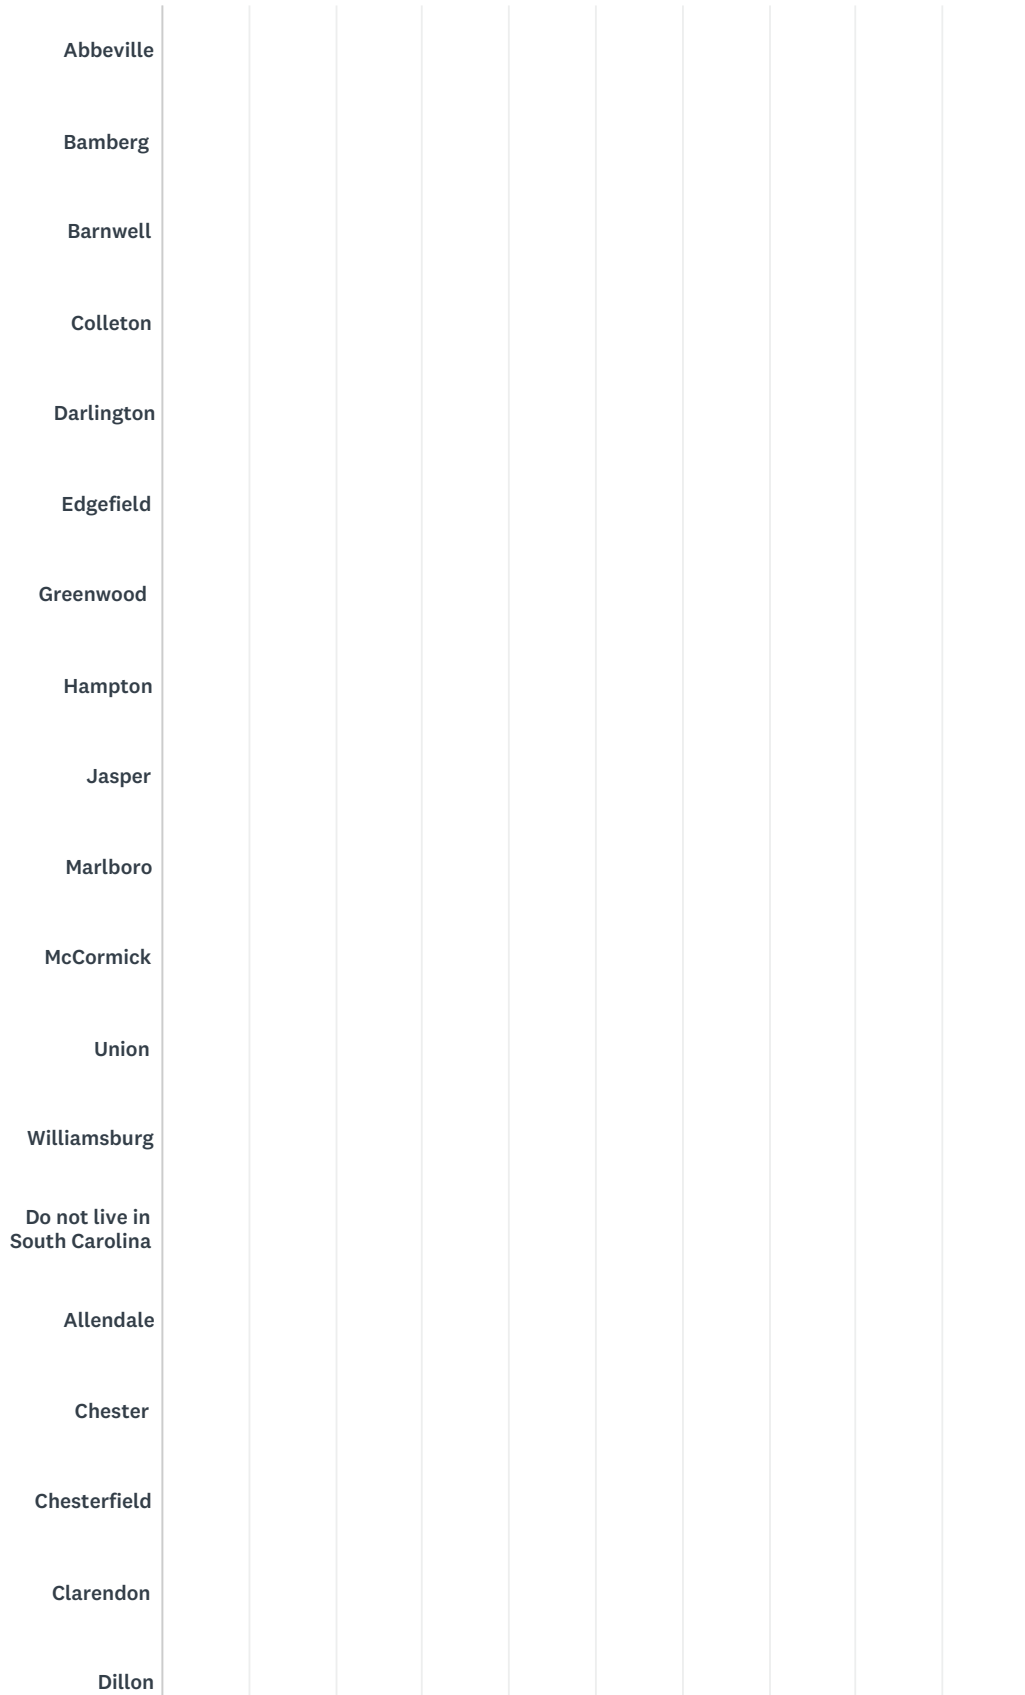 Abbeville
Bamberg
Barnwell
Colleton
Darlington
Edgefield
Greenwood
Hampton
Jasper
Marlboro
McCormick
Union
Williamsburg
Do not live in
South Carolina
Allendale
Chester
Chesterfield
Clarendon
Dillon